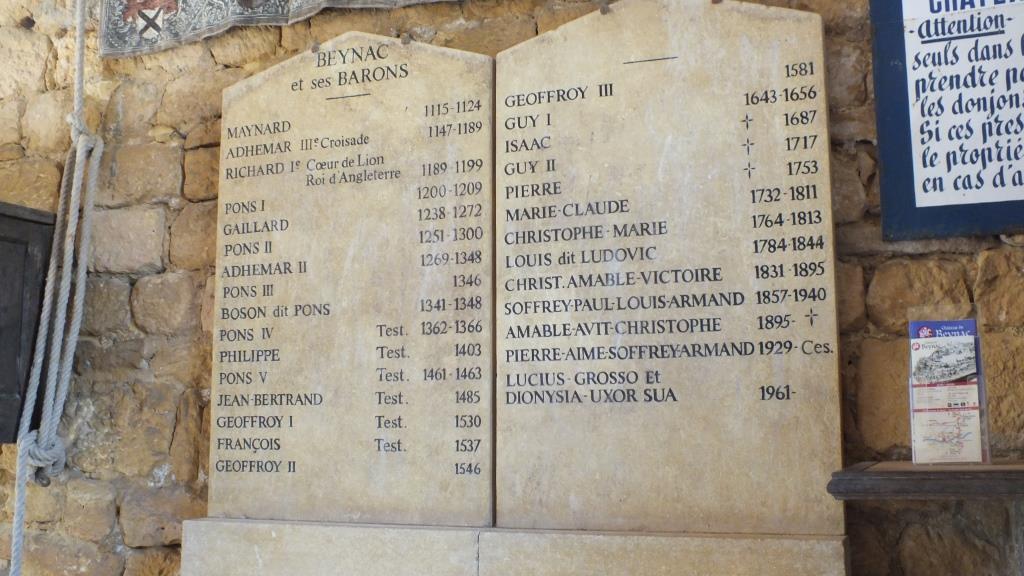 BEYNAC
et ses BARONS
MAYNARD 1115-1124
ADHEMAR IIIe Croisade 1147-1189
RICHARD Ie Cœur de Lion
Roi d'Angleterre 1189-1199
PONS I 1200-1209
GAILLARD 1238-1272
PONS II 1251-1300
ADHEMAR II 1269-1348
PONS III 1346
BOSON dit PONS 1341-1348
PONS IV Test. 1362-1366
PHILIPPE Test. 1403
PONS V Test. 1461-1463
JEAN-BERTRAND Test. 1485
GEOFFROY I Test. 1530
FRANÇOIS Test. 1537
GEOFFROY II 1546
GEOFFROY III 1581
GUY I 1643-1656
ISAAC † 1687
GUY II † 1717
PIERRE † 1753
MARIE-CLAUDE 1732-1811
CHRISTOPHE-MARIE 1764-1813
LOUIS dit LUDOVIC 1784-1844
CHRIST. AMABLE-VICTOIRE 1831-1895
SOFFREY-PAUL-LOUIS-ARMAND 1857-1940
AMABLE-AVIT-CHRISTOPHE 1895- †
PIERRE-AIME-SOFFREY-ARMAND 1929- Ces.
LUCIUS-GROSSO Et
DIONYSIA-UXOR SUA 1961-
Attention-
seuls dans
prendre
les donjon
Si ces
le
en cas d'a
Beynac